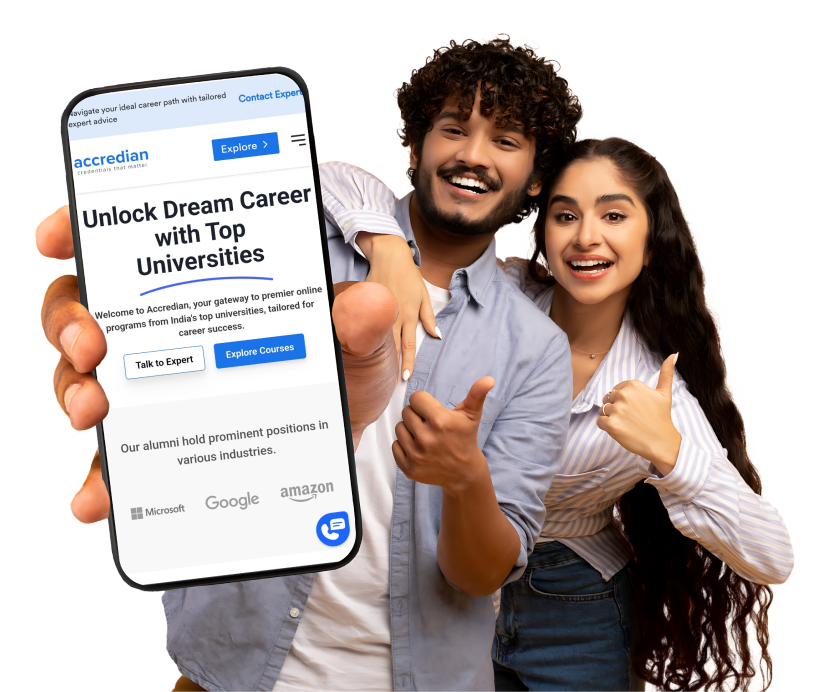 Navigate your ideal career path with tailored
expert advice
Contact Expert
accredian
credentials that matter
Explore >
Unlock Dream Career
with Top
Universities
Welcome to Accredian, your gateway to premier online
programs from India's top universities, tailored for
career success.
Talk to Expert
Explore Courses
Our alumni hold prominent positions in
various industries.
Microsoft
Google
amazon